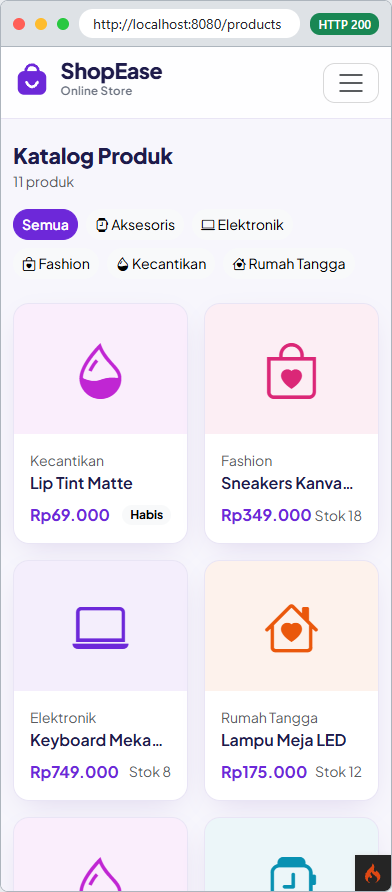 http://localhost:8080/products
HTTP 200
ShopEase
Online Store
Katalog Produk
11 produk
Semua Aksesoris Elektronik
Fashion Kecantikan Rumah Tangga
Kecantikan
Lip Tint Matte
Rp69.000 Habis
Fashion
Sneakers Kanva...
Rp349.000 Stok 18
Elektronik
Keyboard Meka...
Rp749.000 Stok 8
Rumah Tangga
Lampu Meja LED
Rp175.000 Stok 12